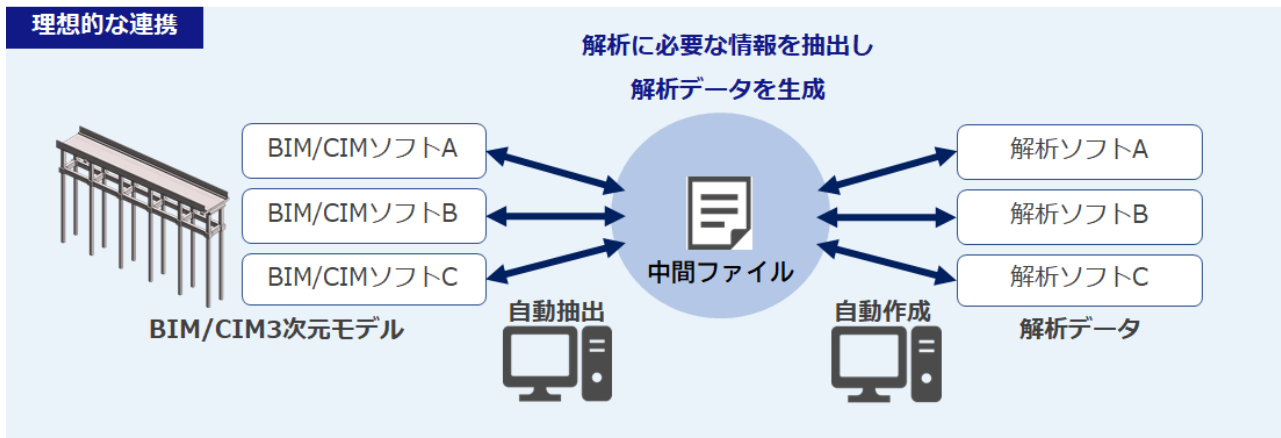 理想的な連携
解析に必要な情報を抽出し
解析データを生成
BIM/CIMソフトA
BIM/CIMソフトB
BIM/CIMソフトC
BIM/CIM3次元モデル
自動抽出
中間ファイル
自動作成
解析ソフトA
解析ソフトB
解析ソフトC
解析データ